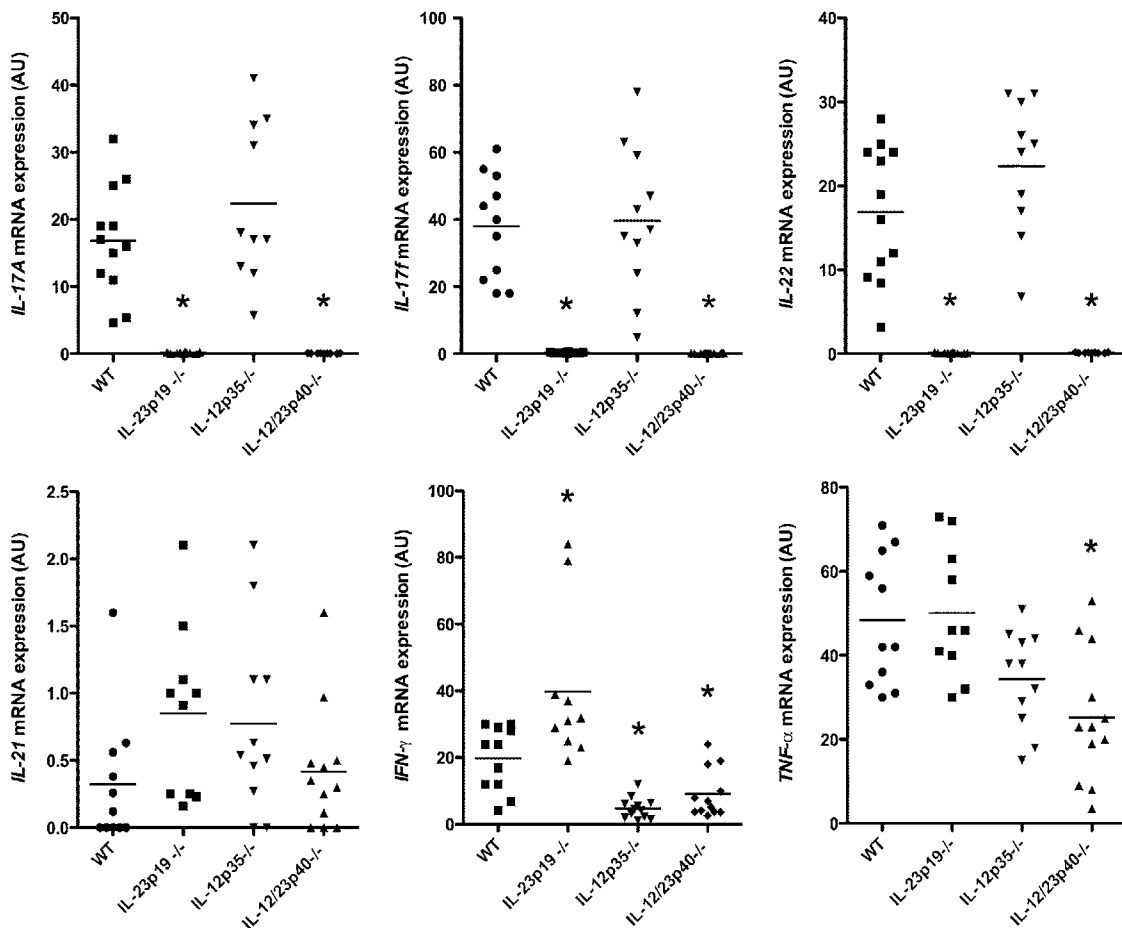 IL-17A mRNA expression (AU)
50
40
30
20
10
0
*
*
WT
IL-23p19 -/-
IL-12p35-/-
IL-12/23p40-/-
IL-17f mRNA expression (AU)
100
80
60
40
20
0
*
*
WT
IL-23p19 -/-
IL-12p35-/-
IL-12/23p40-/-
IL-22 mRNA expression (AU)
40
30
20
10
0
*
*
WT
IL-23p19 -/-
IL-12p35-/-
IL-12/23p40-/-
IL-21 mRNA expression (AU)
2.5
2.0
1.5
1.0
0.5
0.0
WT
IL-23p19 -/-
IL-12p35-/-
IL-12/23p40-/-
IFN-γ mRNA expression (AU)
100
80
60
40
20
0
*
*
*
WT
IL-23p19 -/-
IL-12p35-/-
IL-12/23p40-/-
TNF-α mRNA expression (AU)
80
60
40
20
0
*
WT
IL-23p19 -/-
IL-12p35-/-
IL-12/23p40-/-